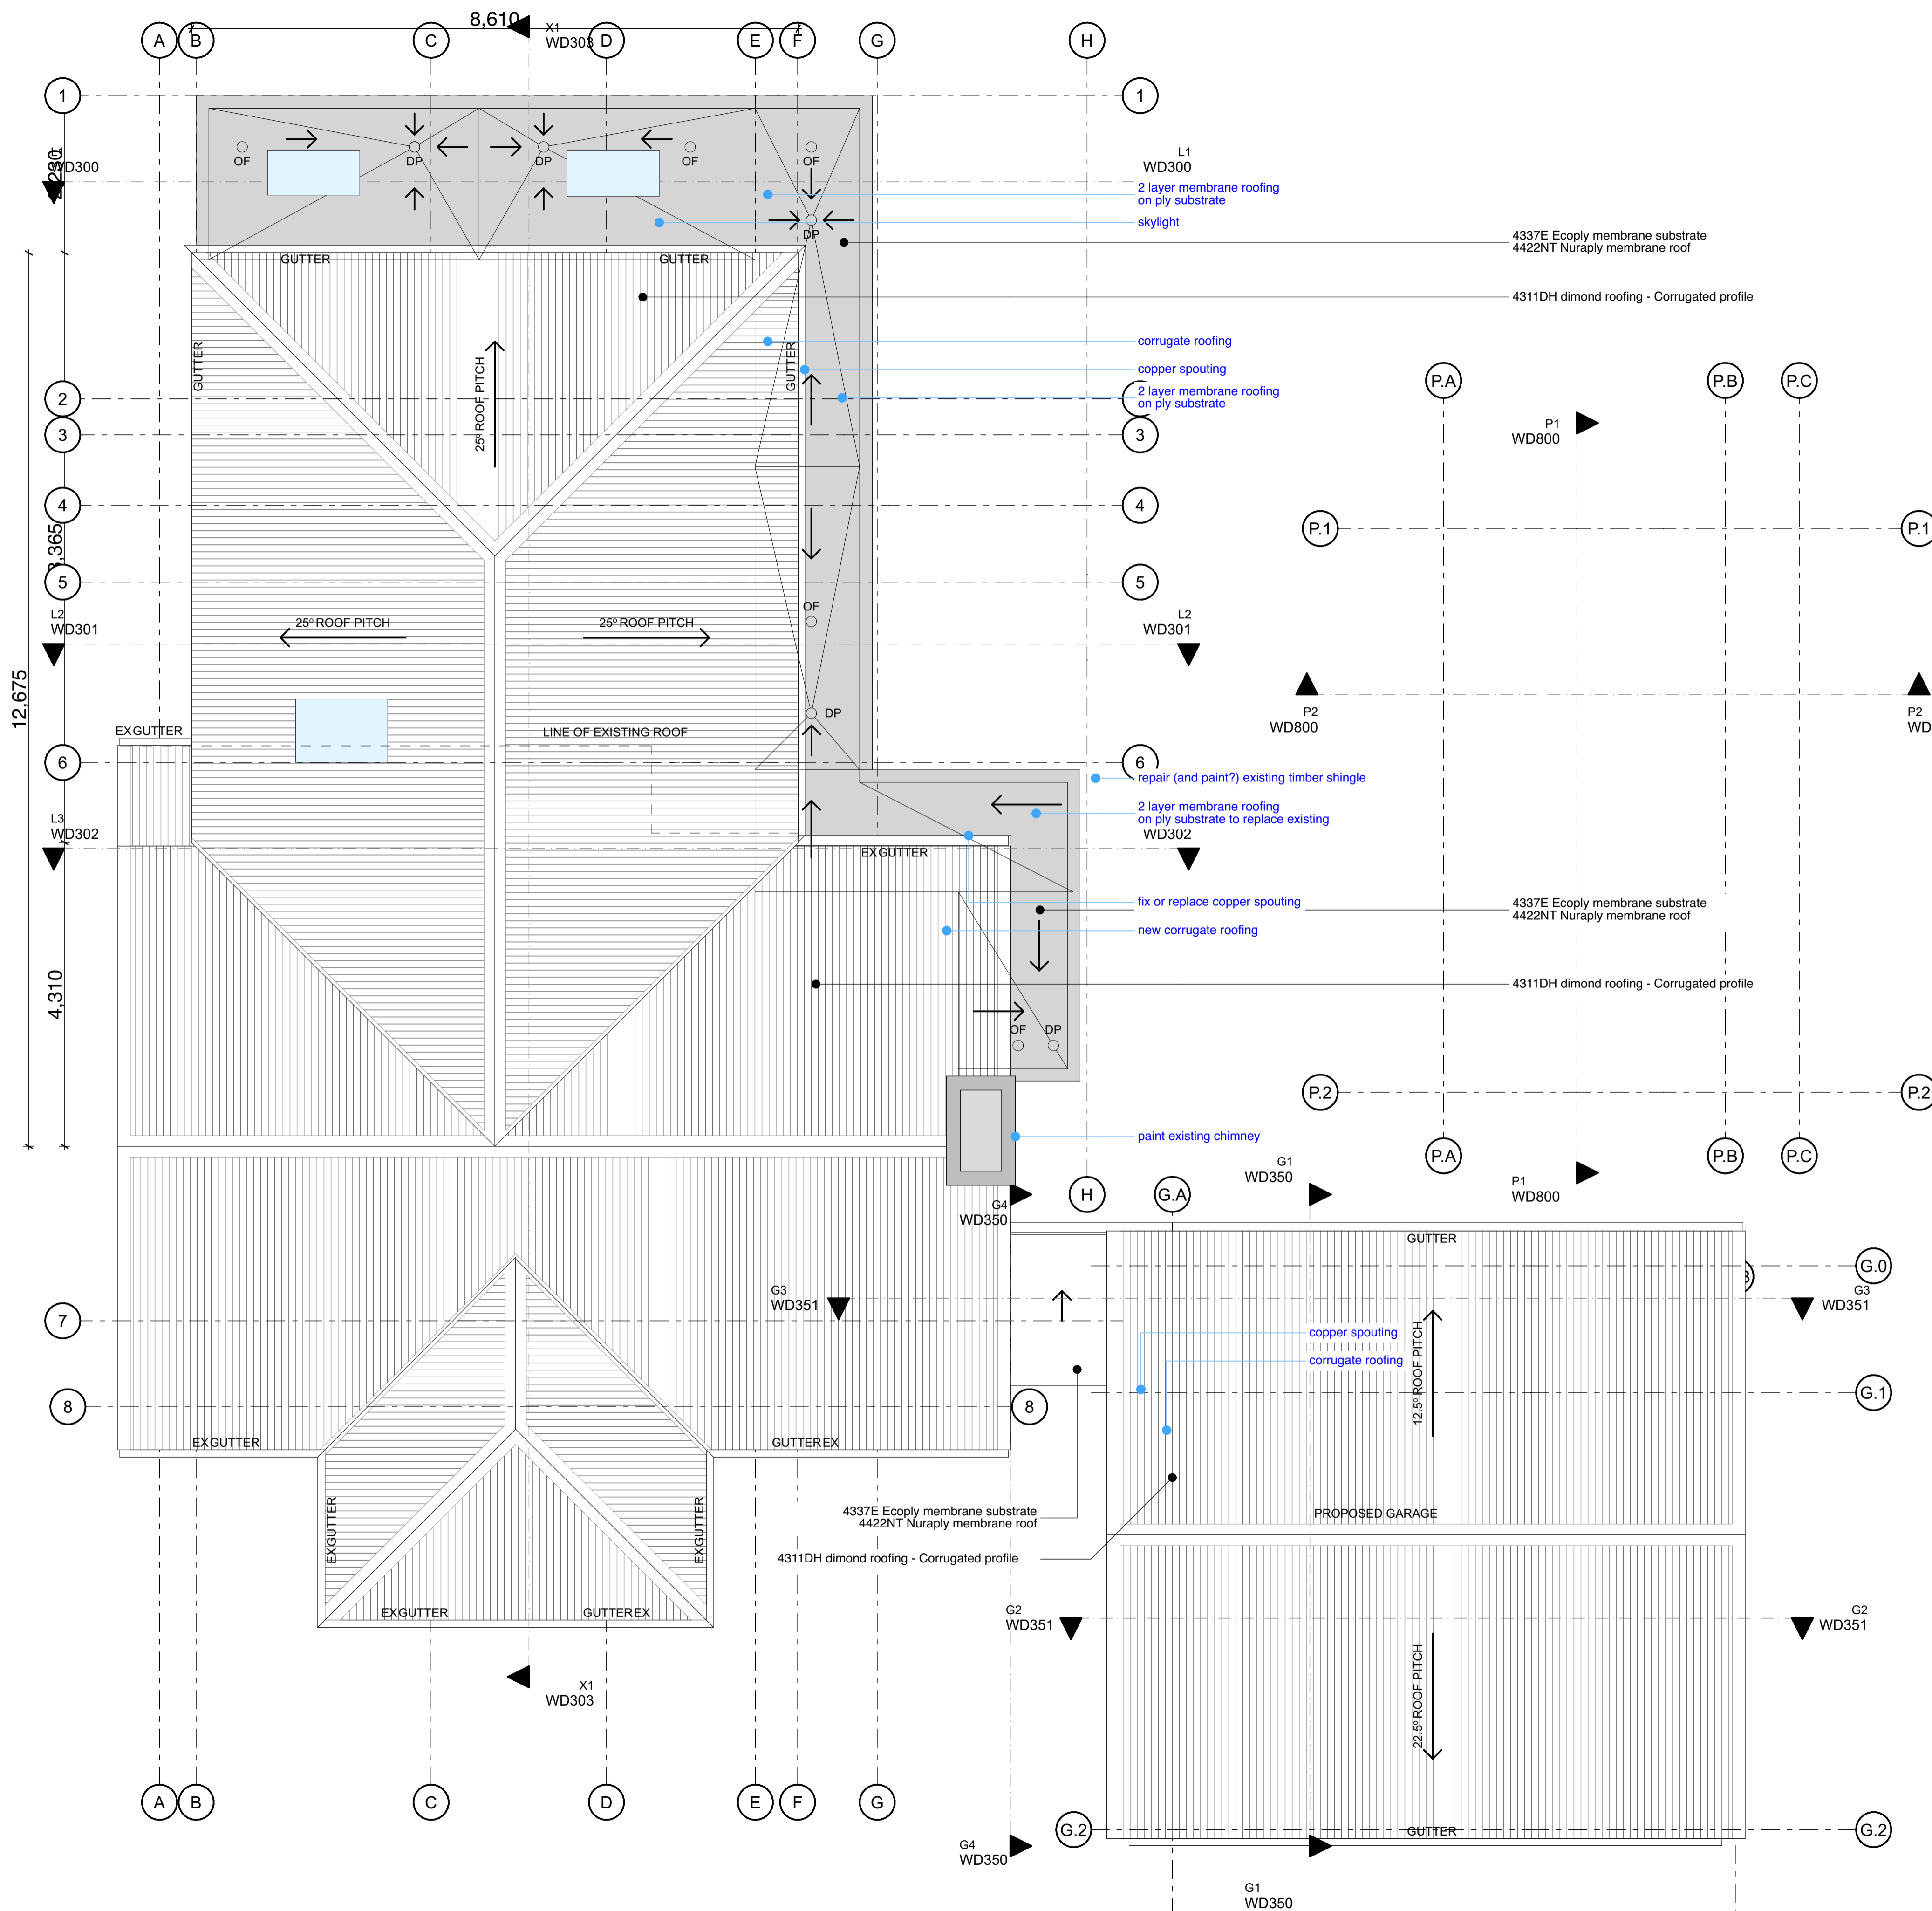 8,610
X1
WD303
A
B
C
D
E
F
G
H
1
1
WD300
L1
WD300
OF
DP
DP
OF
OF
DP
2 layer membrane roofing
on ply substrate
skylight
4337E Ecoply membrane substrate
4422NT Nuraply membrane roof
GUTTER
GUTTER
4311DH dimond roofing - Corrugated profile
GUTTER
25º ROOF PITCH
GUTTER
corrugate roofing
copper spouting
2 layer membrane roofing
on ply substrate
P.A
P.B
P.C
2
3
3
P1
WD800
4
4
P.1
P.1
5
5
L2
WD301
25º ROOF PITCH
25º ROOF PITCH
OF
L2
WD301
12,675
DP
P2
WD800
P2
WD
EX GUTTER
LINE OF EXISTING ROOF
6
6
repair (and paint?) existing timber shingle
2 layer membrane roofing
on ply substrate to replace existing
L3
WD302
WD302
EX GUTTER
fix or replace copper spouting
4337E Ecoply membrane substrate
4422NT Nuraply membrane roof
new corrugate roofing
4,310
4311DH dimond roofing - Corrugated profile
OF
DP
P.2
P.2
paint existing chimney
P.A
P.B
P.C
G1
WD350
P1
WD800
H
G.A
G4
WD350
GUTTER
G.0
G3
WD351
G3
WD351
7
copper spouting
corrugate roofing
12.5º ROOF PITCH
G.1
8
8
EX GUTTER
GUTTER EX
EX GUTTER
EX GUTTER
4337E Ecoply membrane substrate
4422NT Nuraply membrane roof
PROPOSED GARAGE
4311DH dimond roofing - Corrugated profile
EX GUTTER
GUTTER EX
G2
WD351
G2
WD351
X1
WD303
22.5º ROOF PITCH
A
B
C
D
E
F
G
G.2
GUTTER
G.2
G4
WD350
G1
WD350